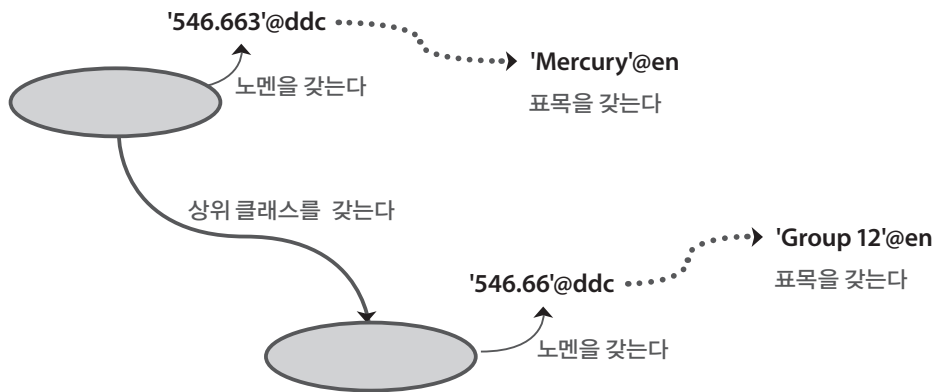 '546.663'@ddc
'Mercury'@en
노멘을 갖는다
표목을 갖는다
상위 클래스를 갖는다
'Group 12'@en
'546.66'@ddc
표목을 갖는다
노멘을 갖는다